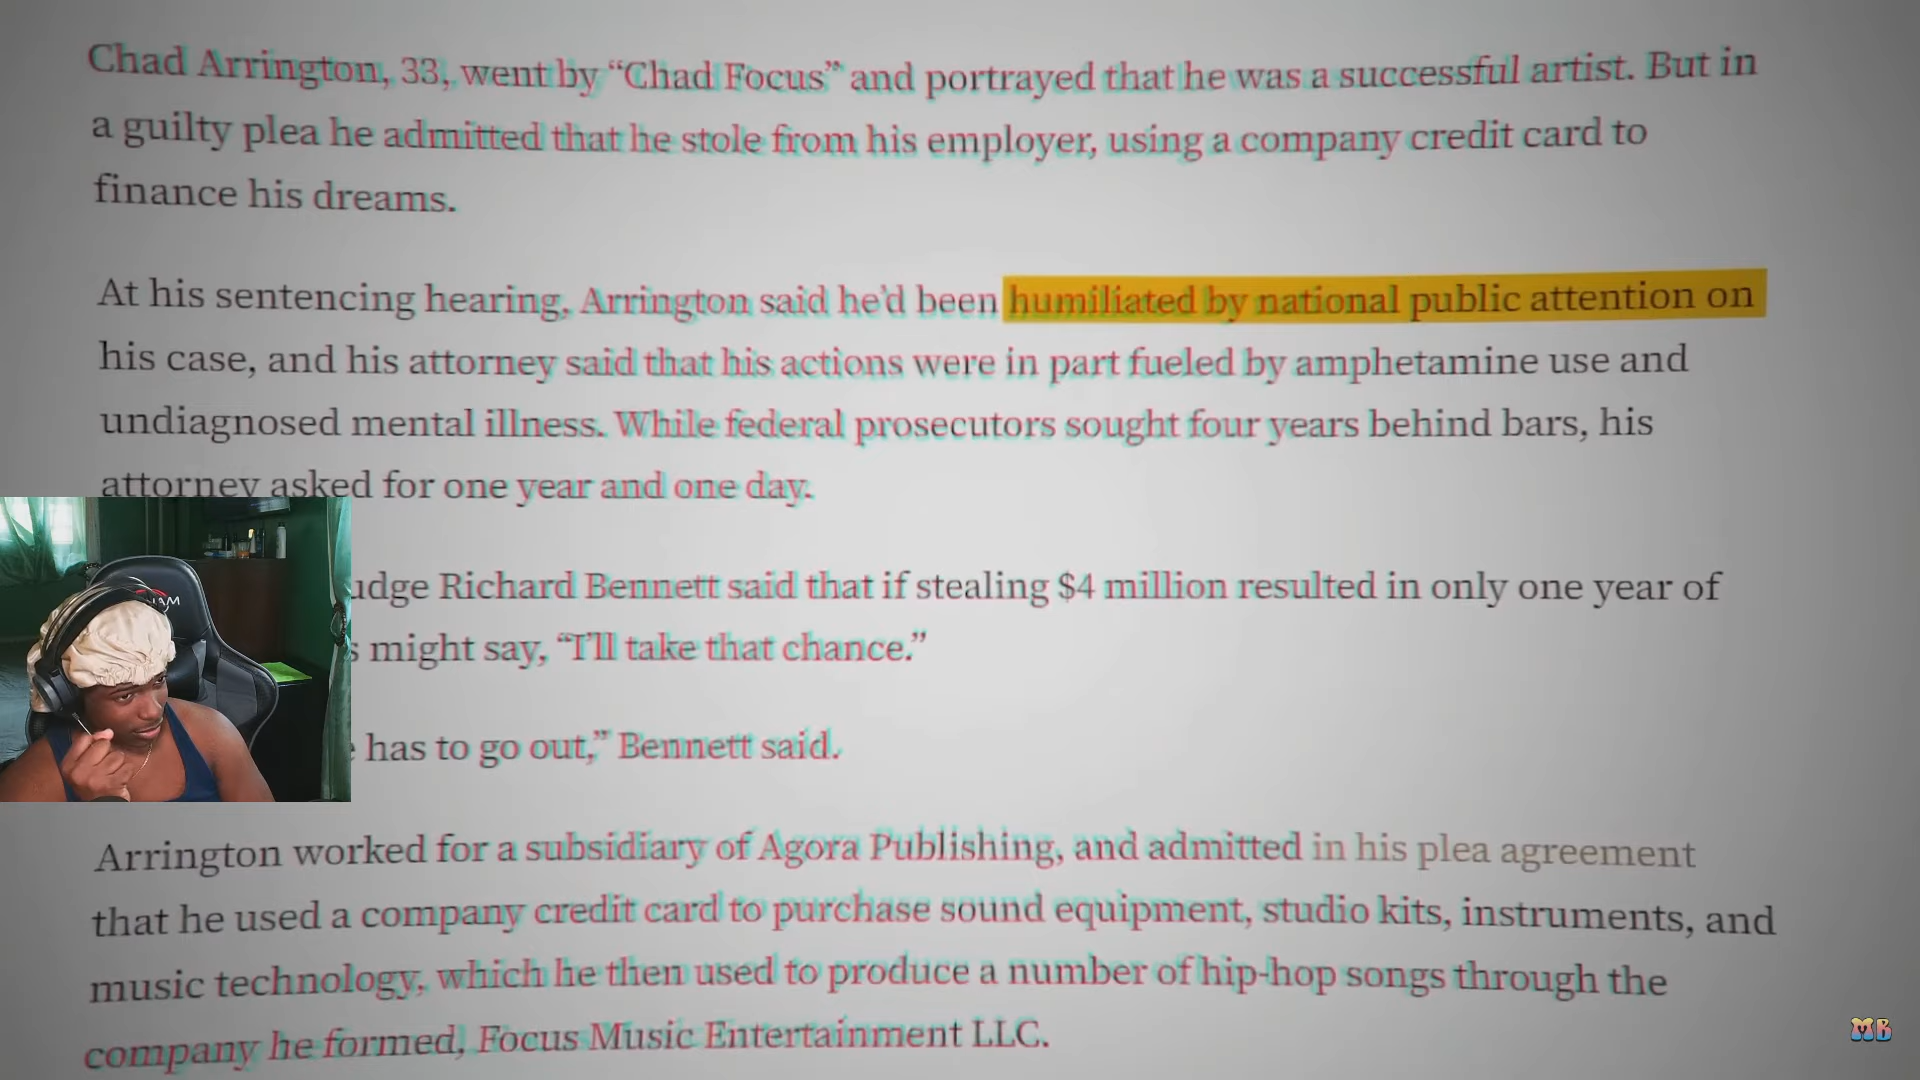 Chad Arrington, 33, went by “Chad Focus” and portrayed that he was a successful artist. But in
a guilty plea he admitted that he stole from his employer, using a company credit card to
finance his dreams.
At his sentencing hearing, Arrington said he’d been humiliated by national public attention on
his case, and his attorney said that his actions were in part fueled by amphetamine use and
undiagnosed mental illness. While federal prosecutors sought four years behind bars, his
attorney asked for one year and one day.
udge Richard Bennett said that if stealing $4 million resulted in only one year of
s might say, “I’ll take that chance.”
has to go out,” Bennett said.
Arrington worked for a subsidiary of Agora Publishing, and admitted in his plea agreement
that he used a company credit card to purchase sound equipment, studio kits, instruments, and
music technology, which he then used to produce a number of hip-hop songs through the
company he formed, Focus Music Entertainment LLC.
MB